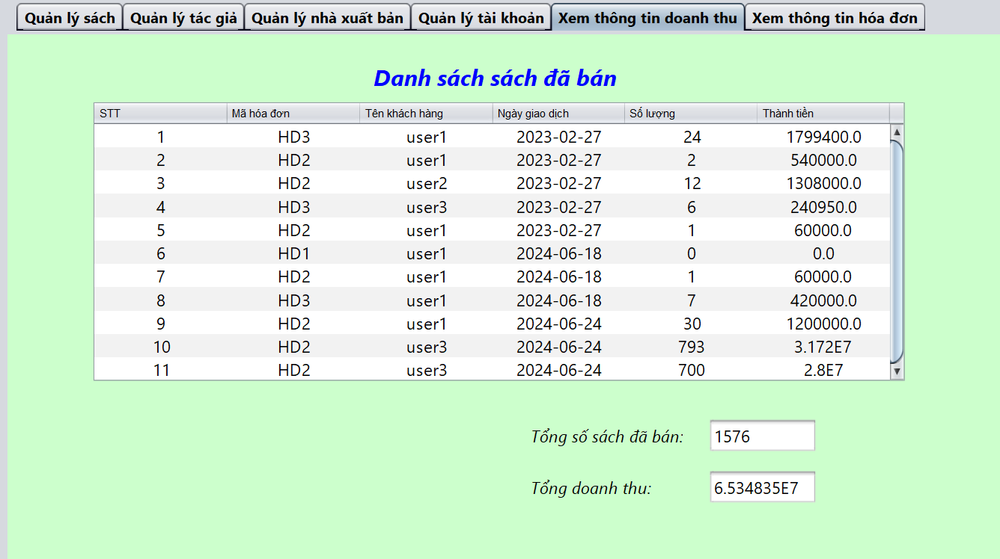 Quản lý sách Quản lý tác giả Quản lý nhà xuất bản Quản lý tài khoản Xem thông tin doanh thu Xem thông tin hóa đơn
Danh sách sách đã bán
STT Mã hóa đơn Tên khách hàng Ngày giao dịch Số lượng Thành tiền
1 HD3 user1 2023-02-27 24 1799400.0
2 HD2 user1 2023-02-27 2 540000.0
3 HD2 user2 2023-02-27 12 1308000.0
4 HD3 user3 2023-02-27 6 240950.0
5 HD2 user1 2023-02-27 1 60000.0
6 HD1 user1 2024-06-18 0 0.0
7 HD2 user1 2024-06-18 1 60000.0
8 HD3 user1 2024-06-18 7 420000.0
9 HD2 user1 2024-06-24 30 1200000.0
10 HD2 user3 2024-06-24 793 3.172E7
11 HD2 user3 2024-06-24 700 2.8E7
Tổng số sách đã bán: 1576
Tổng doanh thu: 6.534835E7